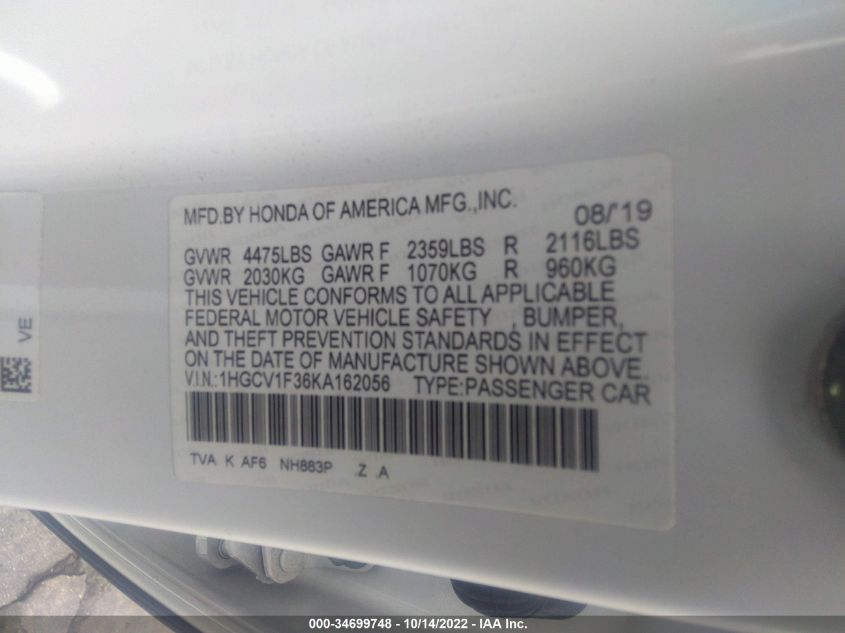 MFD.BY HONDA OF AMERICA MFG.,INC. 08/'19
GVWR 4475LBS GAWR F 2359LBS R 2116LBS
GVWR 2030KG GAWR F 1070KG R 960KG
THIS VEHICLE CONFORMS TO ALL APPLICABLE
FEDERAL MOTOR VEHICLE SAFETY , BUMPER,
AND THEFT PREVENTION STANDARDS IN EFFECT
ON THE DATE OF MANUFACTURE SHOWN ABOVE.
V.I.N.:1HGCV1F36KA162056 TYPE:PASSENGER CAR
TVA K AF6 NH883P .Z .A
VE
000-34699748 - 10/14/2022 - IAA Inc.